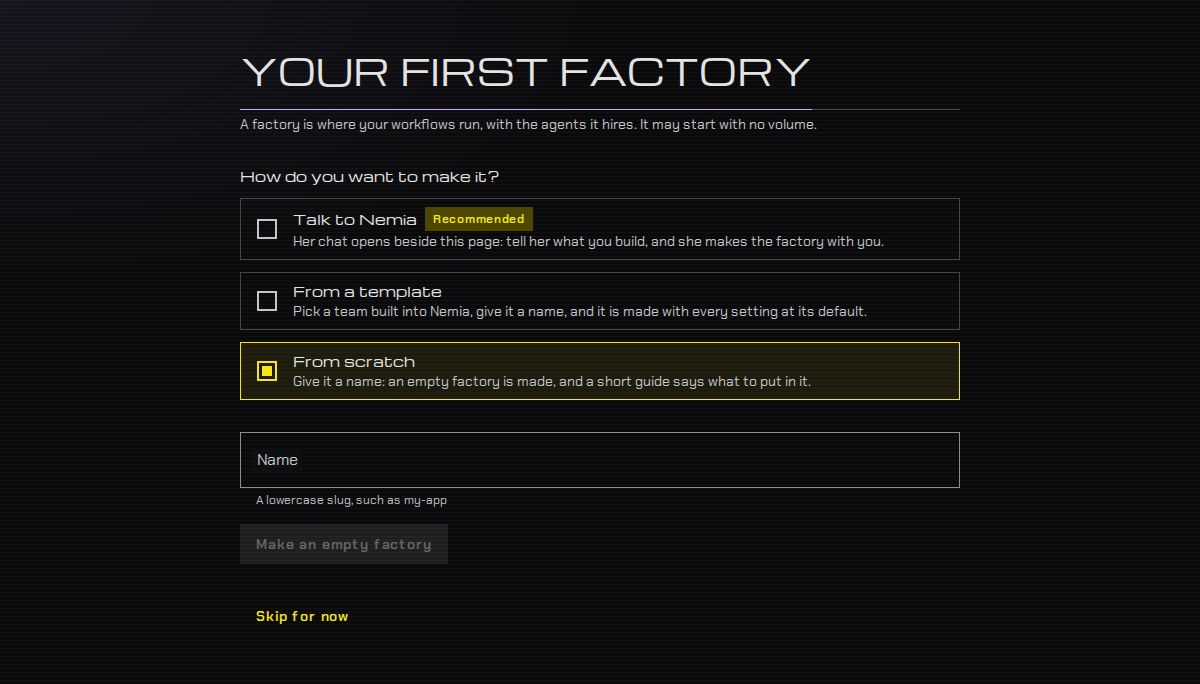 YOUR FIRST FACTORY
A factory is where your workflows run, with the agents it hires. It may start with no volume.
How do you want to make it?
Talk to Nemia Recommended
Her chat opens beside this page: tell her what you build, and she makes the factory with you.
From a template
Pick a team built into Nemia, give it a name, and it is made with every setting at its default.
From scratch
Give it a name: an empty factory is made, and a short guide says what to put in it.
Name
A lowercase slug, such as my-app
Make an empty factory
Skip for now